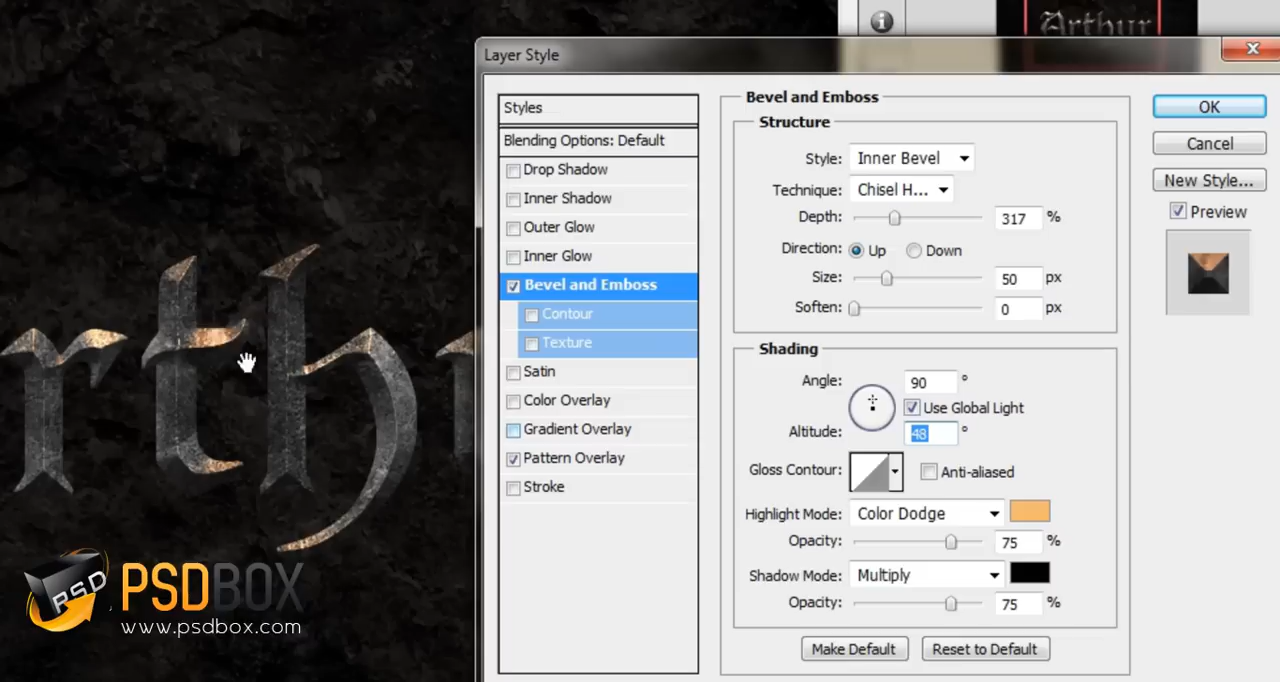 Arthur
Layer Style
Styles
Blending Options: Default
Drop Shadow
Inner Shadow
Outer Glow
Inner Glow
Bevel and Emboss
Contour
Texture
Satin
Color Overlay
Gradient Overlay
Pattern Overlay
Stroke
Bevel and Emboss
Structure
Style: Inner Bevel
Technique: Chisel H...
Depth: 317 %
Direction: Up Down
Size: 50 px
Soften: 0 px
Shading
Angle: 90 °
Use Global Light
Altitude: 48 °
Gloss Contour: Anti-aliased
Highlight Mode: Color Dodge
Opacity: 75 %
Shadow Mode: Multiply
Opacity: 75 %
Make Default Reset to Default
OK
Cancel
New Style...
Preview
rth
PSD
PSDBOX
www.psdbox.com